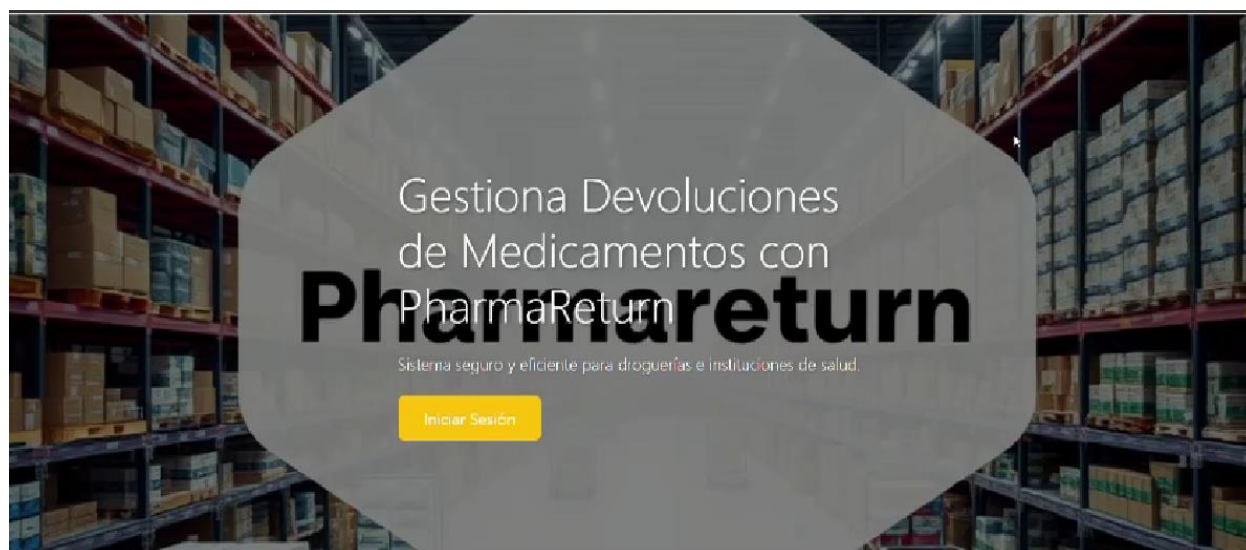 Gestiona Devoluciones
de Medicamentos con
PharmaReturn
Pharmareturn
Sistema seguro y eficiente para droguerías e instituciones de salud.
Iniciar Sesión